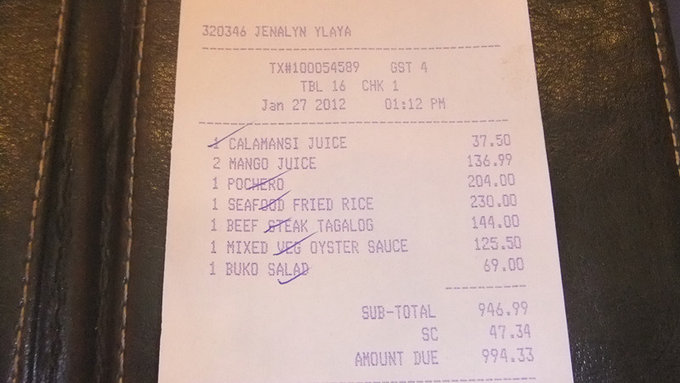 320346 JENALYN YLAYA
TX#100054589 GST 4
TBL 16 CHK 1
Jan 27 2012 01:12 PM
1 CALAMANSI JUICE 37.50
2 MANGO JUICE 136.99
1 POCHERO 204.00
1 SEAFOOD FRIED RICE 230.00
1 BEEF STEAK TAGALOG 144.00
1 MIXED VEG OYSTER SAUCE 125.50
1 BUKO SALAD 69.00
SUB-TOTAL 946.99
SC 47.34
AMOUNT DUE 994.33